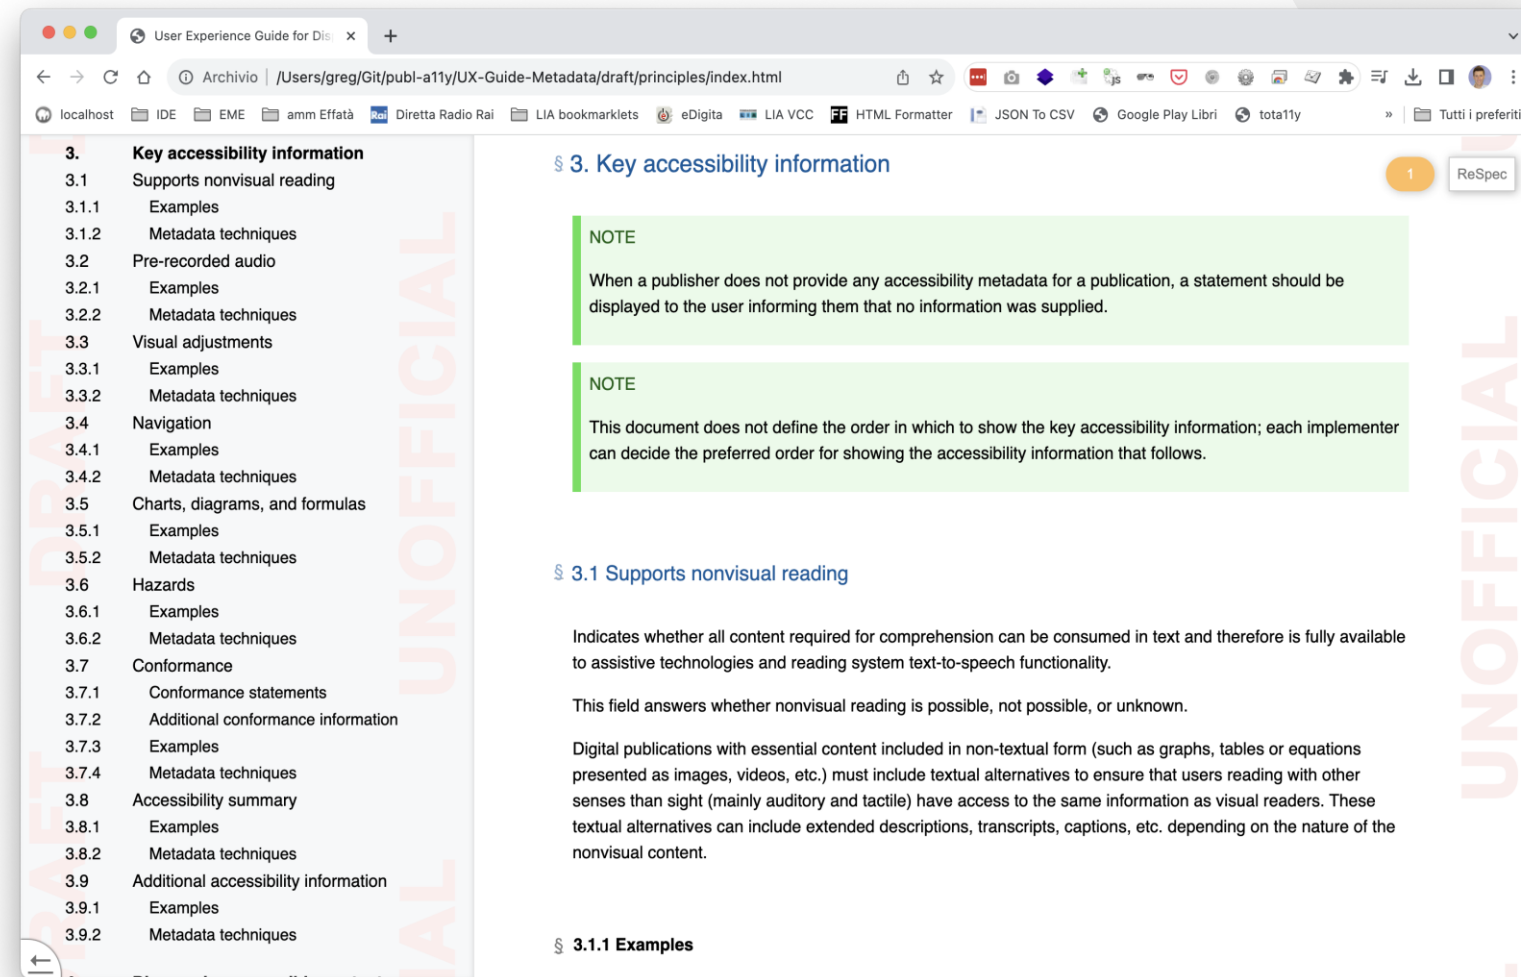 User Experience Guide for Dis
Archivio | /Users/greg/Git/publ-a11y/UX-Guide-Metadata/draft/principles/index.html
localhost IDE EME amm Effatà Rai Diretta Radio Rai LIA bookmarklets eDigita LIA VCC FF HTML Formatter JSON To CSV Google Play Libri tota11y » Tutti i preferiti
3. Key accessibility information
3.1 Supports nonvisual reading
3.1.1 Examples
3.1.2 Metadata techniques
3.2 Pre-recorded audio
3.2.1 Examples
3.2.2 Metadata techniques
3.3 Visual adjustments
3.3.1 Examples
3.3.2 Metadata techniques
3.4 Navigation
3.4.1 Examples
3.4.2 Metadata techniques
3.5 Charts, diagrams, and formulas
3.5.1 Examples
3.5.2 Metadata techniques
3.6 Hazards
3.6.1 Examples
3.6.2 Metadata techniques
3.7 Conformance
3.7.1 Conformance statements
3.7.2 Additional conformance information
3.7.3 Examples
3.7.4 Metadata techniques
3.8 Accessibility summary
3.8.1 Examples
3.8.2 Metadata techniques
3.9 Additional accessibility information
3.9.1 Examples
3.9.2 Metadata techniques
DRAFT
UNOFFICIAL
§ 3. Key accessibility information
1
ReSpec
NOTE
When a publisher does not provide any accessibility metadata for a publication, a statement should be
displayed to the user informing them that no information was supplied.
NOTE
This document does not define the order in which to show the key accessibility information; each implementer
can decide the preferred order for showing the accessibility information that follows.
§ 3.1 Supports nonvisual reading
Indicates whether all content required for comprehension can be consumed in text and therefore is fully available
to assistive technologies and reading system text-to-speech functionality.
This field answers whether nonvisual reading is possible, not possible, or unknown.
Digital publications with essential content included in non-textual form (such as graphs, tables or equations
presented as images, videos, etc.) must include textual alternatives to ensure that users reading with other
senses than sight (mainly auditory and tactile) have access to the same information as visual readers. These
textual alternatives can include extended descriptions, transcripts, captions, etc. depending on the nature of the
nonvisual content.
§ 3.1.1 Examples
UNOFFICIAL